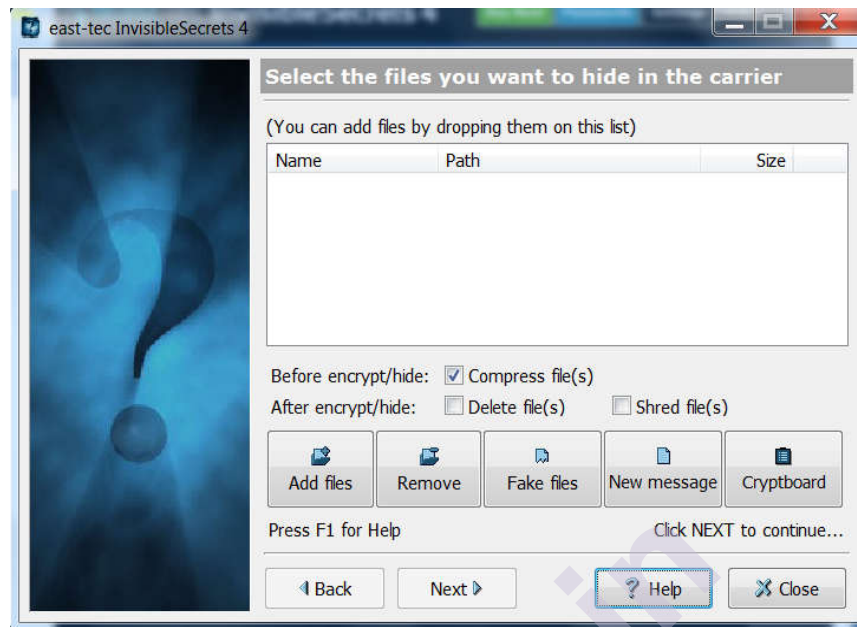 east-tec InvisibleSecrets 4
Select the files you want to hide in the carrier
(You can add files by dropping them on this list)
Name Path Size
Before encrypt/hide: Compress file(s)
After encrypt/hide: Delete file(s) Shred file(s)
Add files Remove Fake files New message Cryptboard
Press F1 for Help Click NEXT to continue...
Back Next Help Close